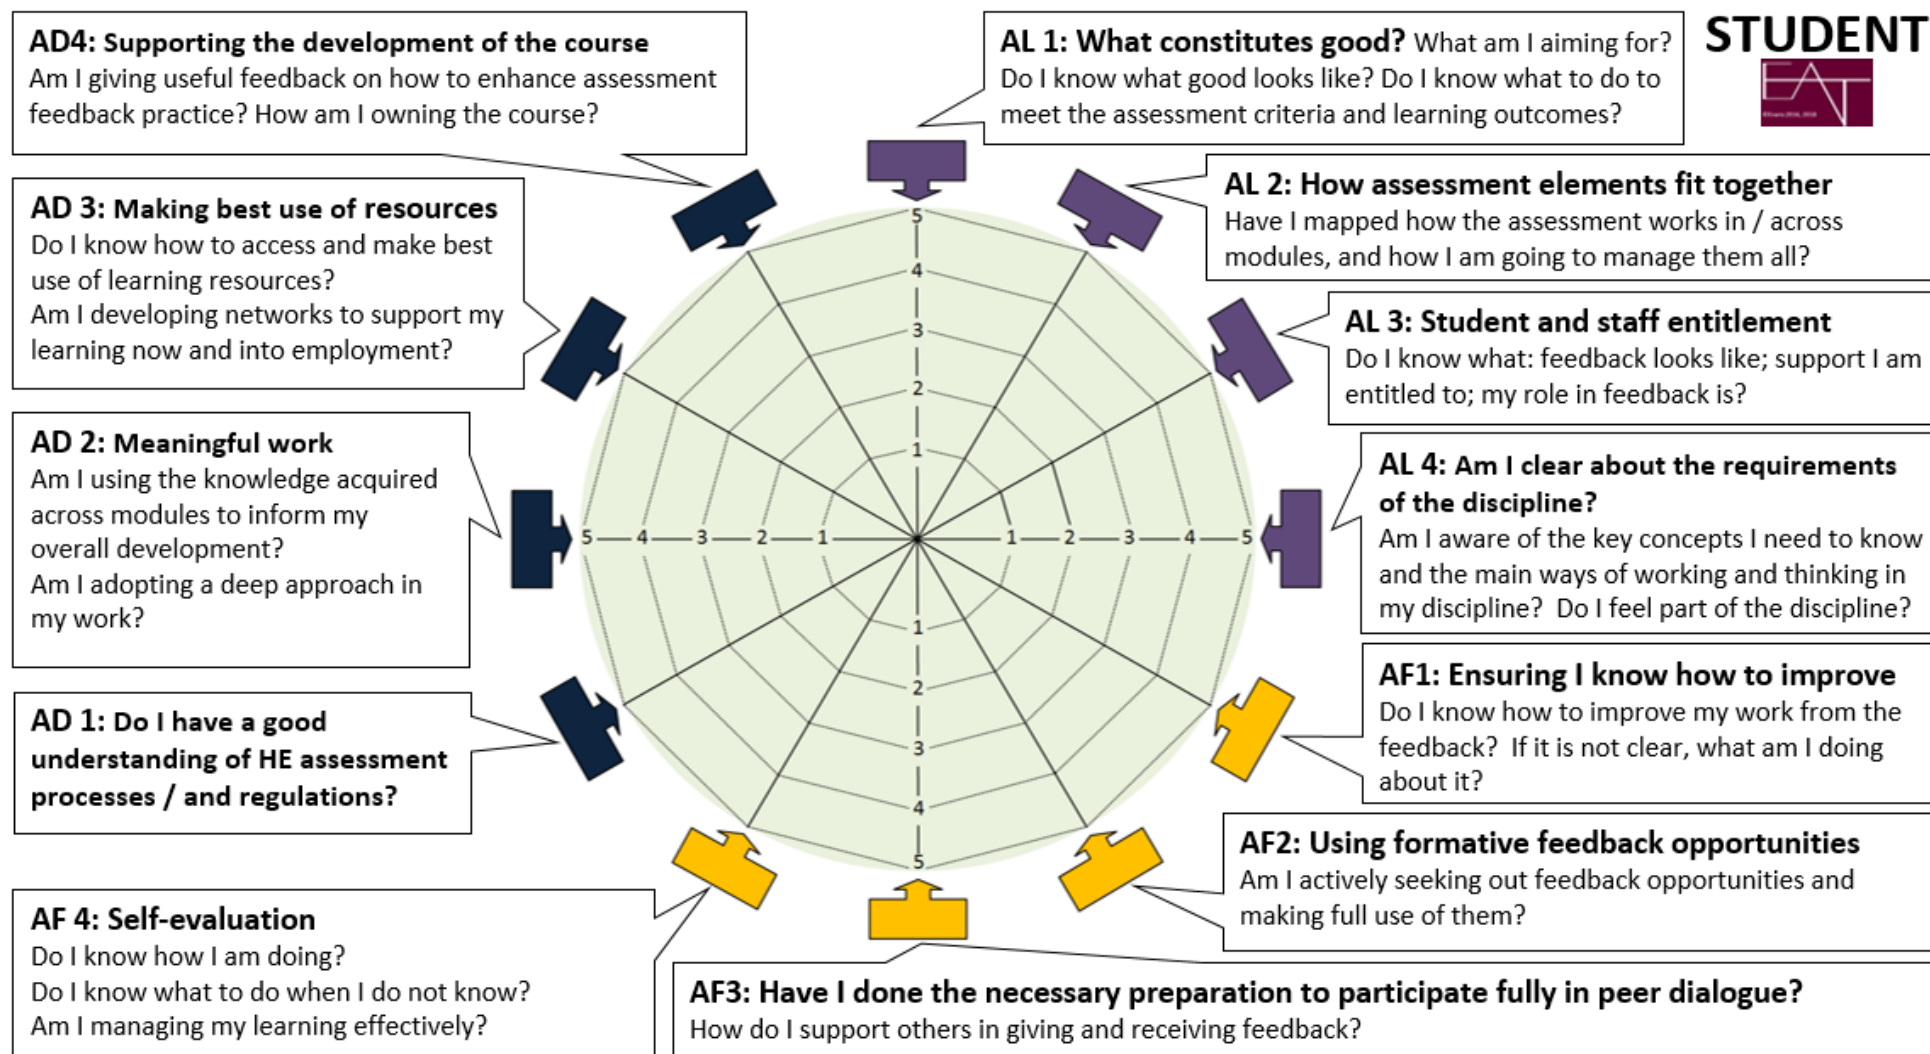 AD4: Supporting the development of the course
Am I giving useful feedback on how to enhance assessment
feedback practice? How am I owning the course?
AL 1: What constitutes good? What am I aiming for?
Do I know what good looks like? Do I know what to do to
meet the assessment criteria and learning outcomes?
STUDENT
EAT
AL 2: How assessment elements fit together
Have I mapped how the assessment works in / across
modules, and how I am going to manage them all?
AD 3: Making best use of resources
Do I know how to access and make best
use of learning resources?
Am I developing networks to support my
learning now and into employment?
AL 3: Student and staff entitlement
Do I know what: feedback looks like; support I am
entitled to; my role in feedback is?
AD 2: Meaningful work
Am I using the knowledge acquired
across modules to inform my
overall development?
Am I adopting a deep approach in
my work?
AL 4: Am I clear about the requirements
of the discipline?
Am I aware of the key concepts I need to know
and the main ways of working and thinking in
my discipline? Do I feel part of the discipline?
5
4
3
2
1
5 4 3 2 1 1 2 3 4 5
1
2
3
4
5
AD 1: Do I have a good
understanding of HE assessment
processes / and regulations?
AF1: Ensuring I know how to improve
Do I know how to improve my work from the
feedback? If it is not clear, what am I doing
about it?
AF2: Using formative feedback opportunities
Am I actively seeking out feedback opportunities and
making full use of them?
AF 4: Self-evaluation
Do I know how I am doing?
Do I know what to do when I do not know?
Am I managing my learning effectively?
AF3: Have I done the necessary preparation to participate fully in peer dialogue?
How do I support others in giving and receiving feedback?